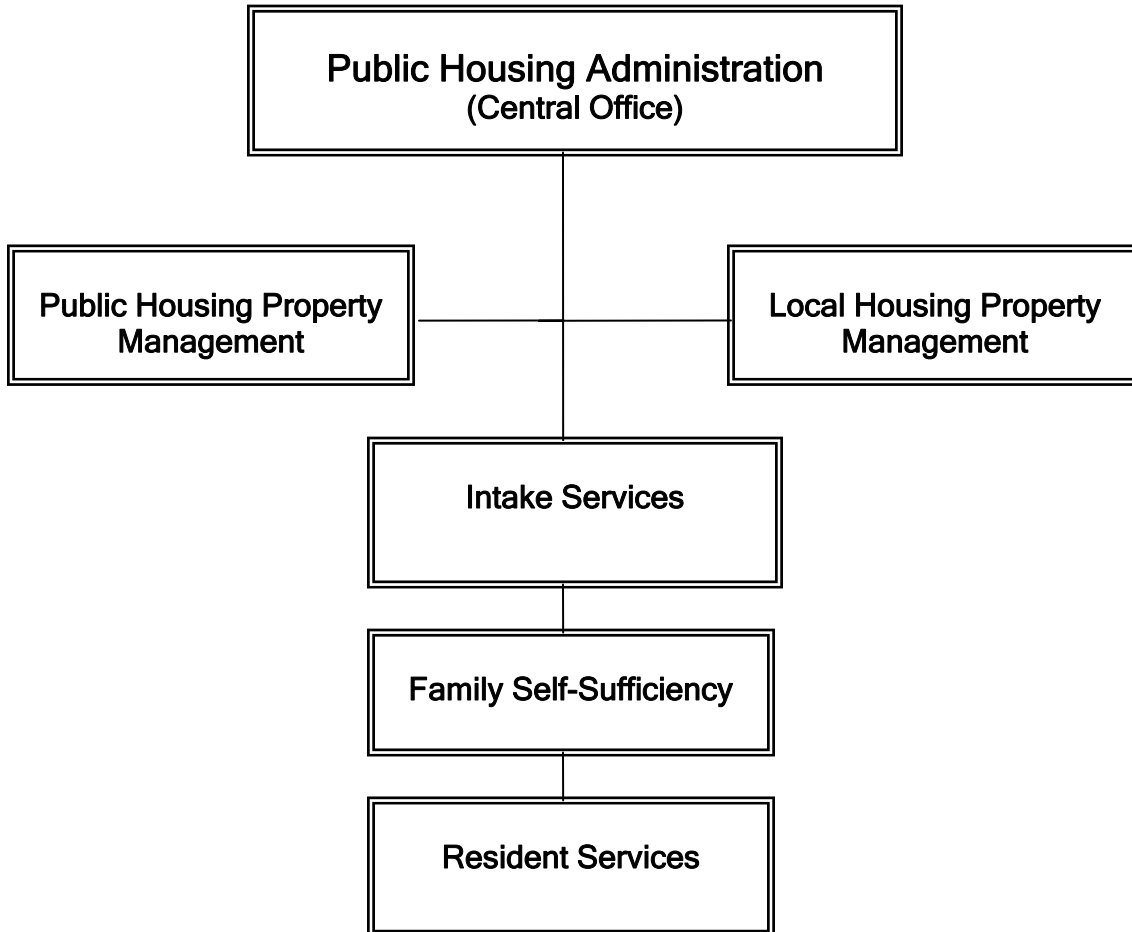 Public Housing Administration
(Central Office)
Public Housing Property
Management
Local Housing Property
Management
Intake Services
Family Self-Sufficiency
Resident Services